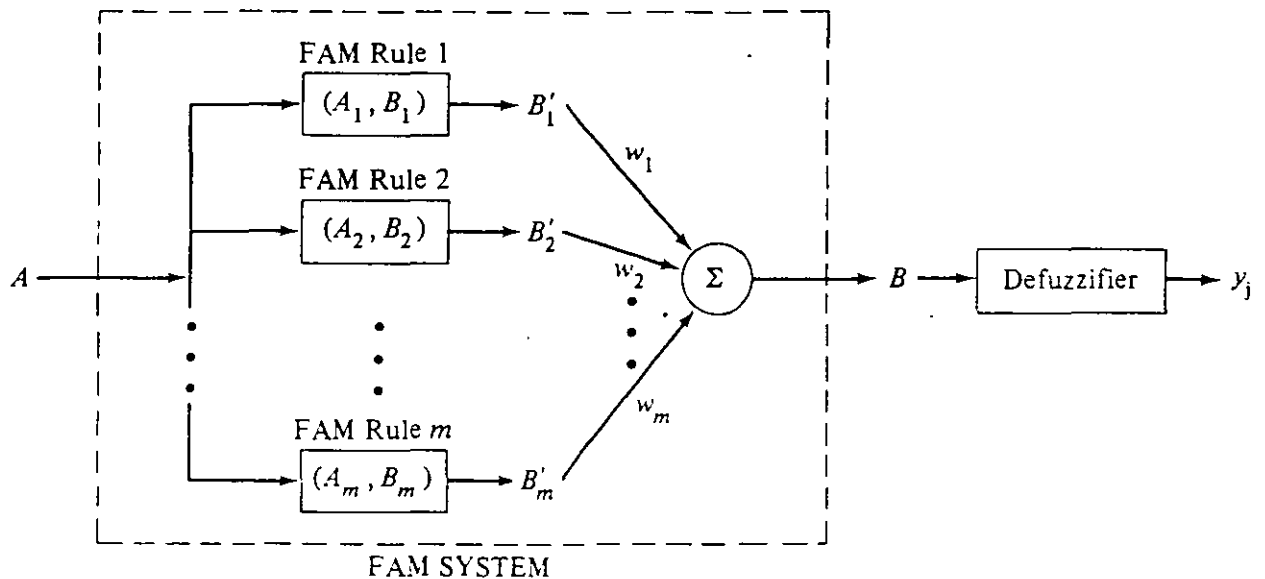 FAM Rule 1
(A₁, B₁)
B′₁
w₁
FAM Rule 2
(A₂, B₂)
B′₂
w₂
A
Σ
B
Defuzzifier
yⱼ
wₘ
FAM Rule m
(Aₘ, Bₘ)
B′ₘ
FAM SYSTEM